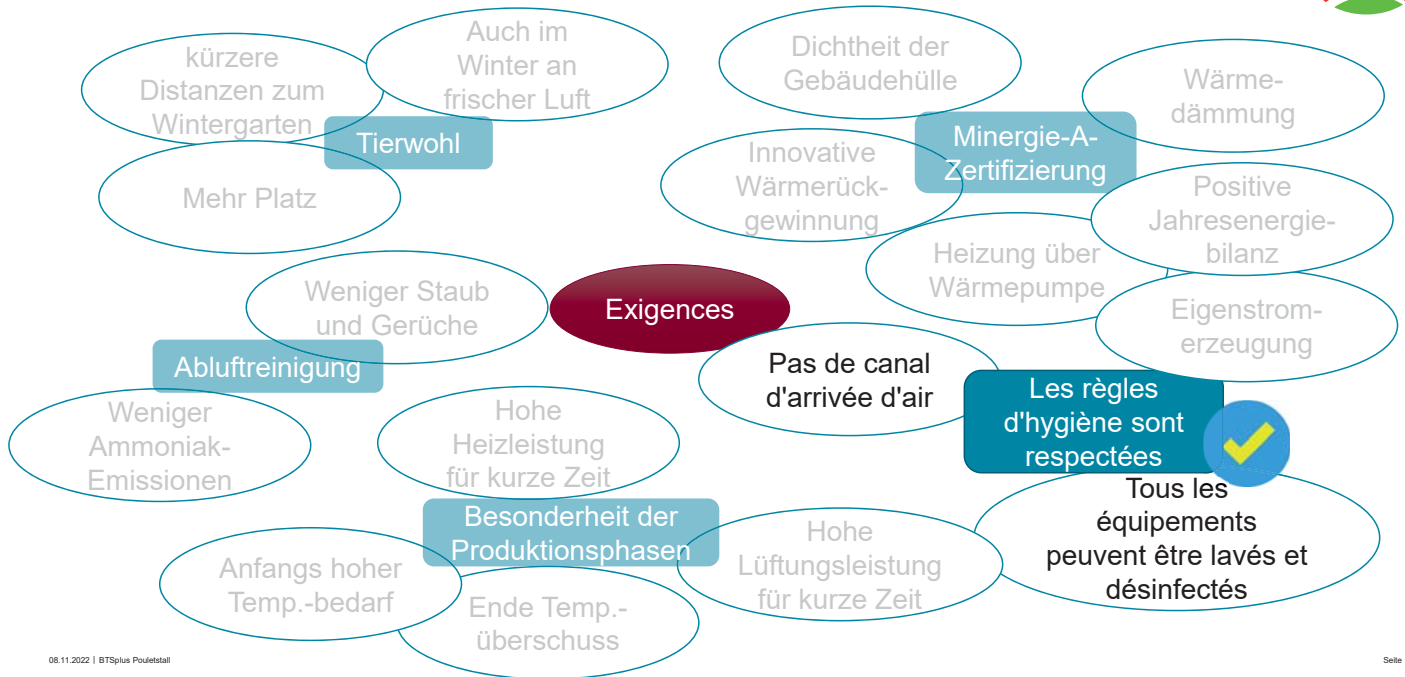 kürzere
Distanzen zum
Wintergarten
Auch im
Winter an
frischer Luft
Tierwohl
Mehr Platz
Dichtheit der
Gebäudehülle
Wärme-
dämmung
Minergie-A-
Zertifizierung
Innovative
Wärmerück-
gewinnung
Positive
Jahresenergie-
bilanz
Heizung über
Wärmepumpe
Eigenstrom-
erzeugung
Weniger Staub
und Gerüche
Exigences
Abluftreinigung
Pas de canal
d'arrivée d'air
Les règles
d'hygiène sont
respectées
Weniger
Ammoniak-
Emissionen
Hohe
Heizleistung
für kurze Zeit
Tous les
équipements
peuvent être lavés et
désinfectés
Besonderheit der
Produktionsphasen
Hohe
Lüftungsleistung
für kurze Zeit
Anfangs hoher
Temp.-bedarf
Ende Temp.-
überschuss
08.11.2022 | BTSplus Pouletstall
Seite